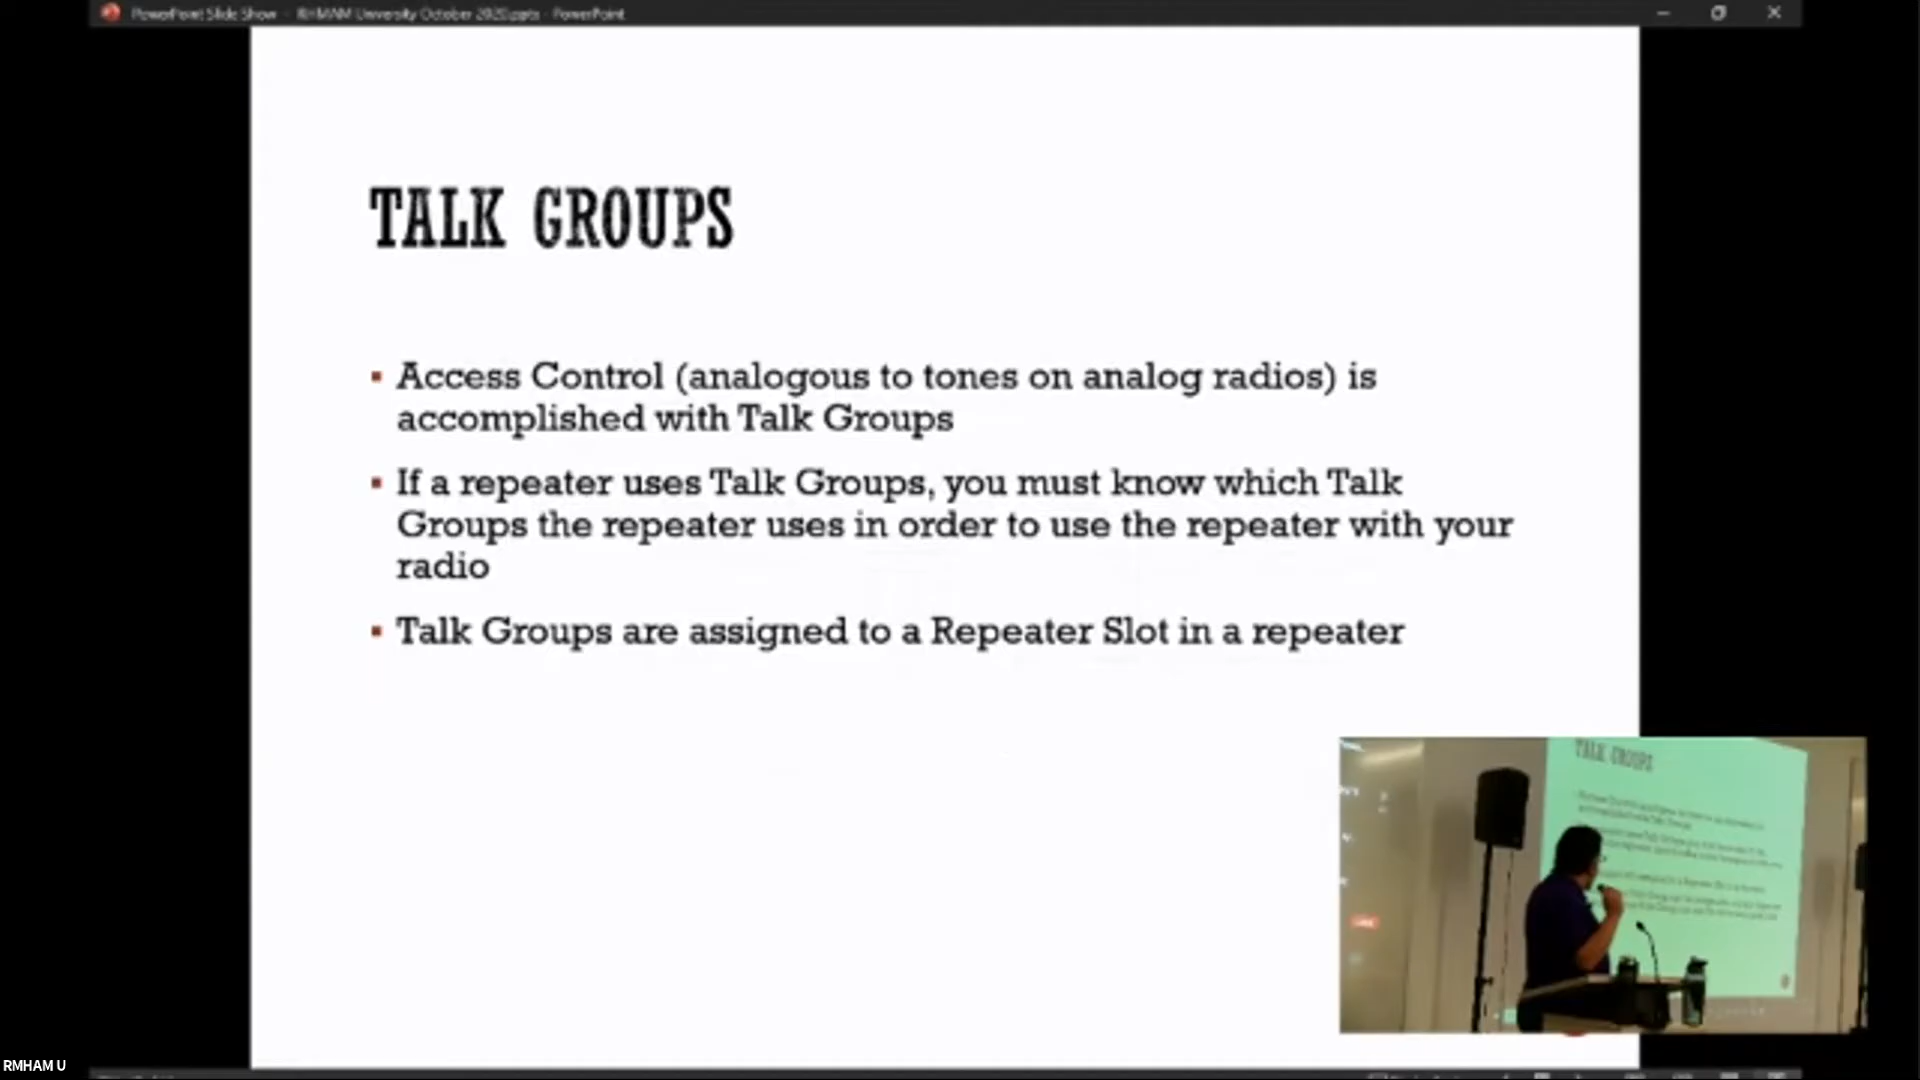 PowerPoint Slide Show - RHMAM University October 2020.pptx - PowerPoint
TALK GROUPS
▪ Access Control (analogous to tones on analog radios) is
accomplished with Talk Groups
▪ If a repeater uses Talk Groups, you must know which Talk
Groups the repeater uses in order to use the repeater with your
radio
▪ Talk Groups are assigned to a Repeater Slot in a repeater
TALK GROUPS
RMHAM U